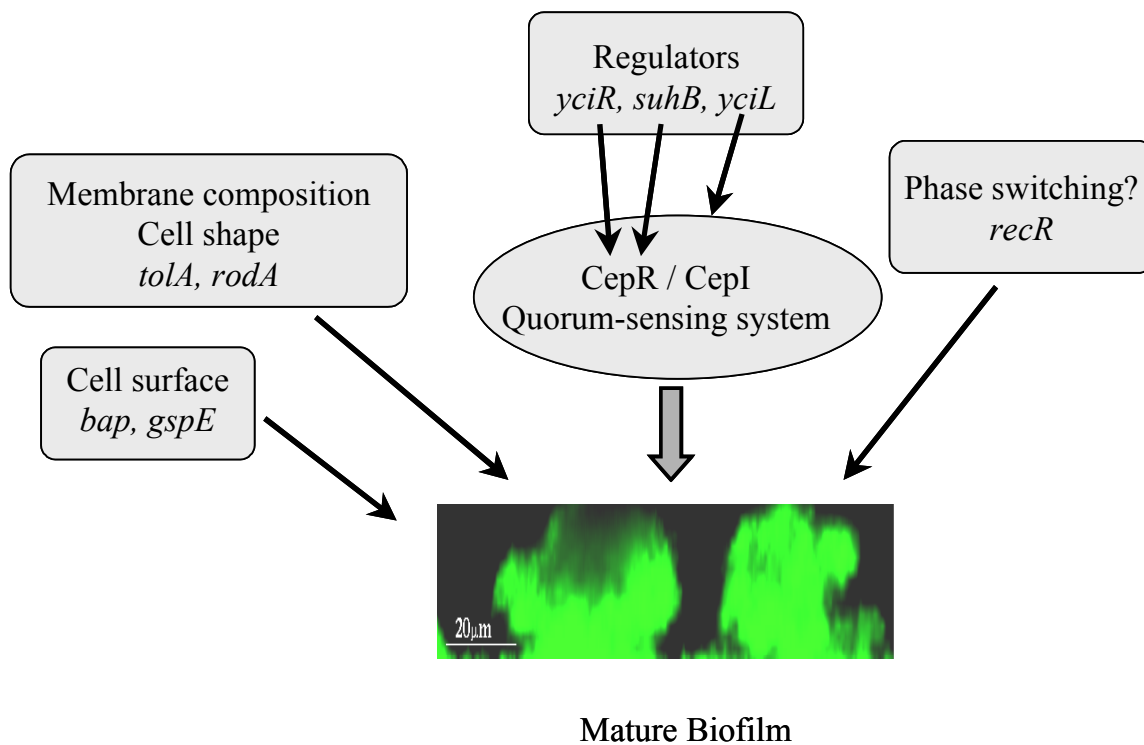 Regulators
yciR, suhB, yciL
Membrane composition
Cell shape
tolA, rodA
Phase switching?
recR
CepR / CepI
Quorum-sensing system
Cell surface
bap, gspE
20μm
Mature Biofilm